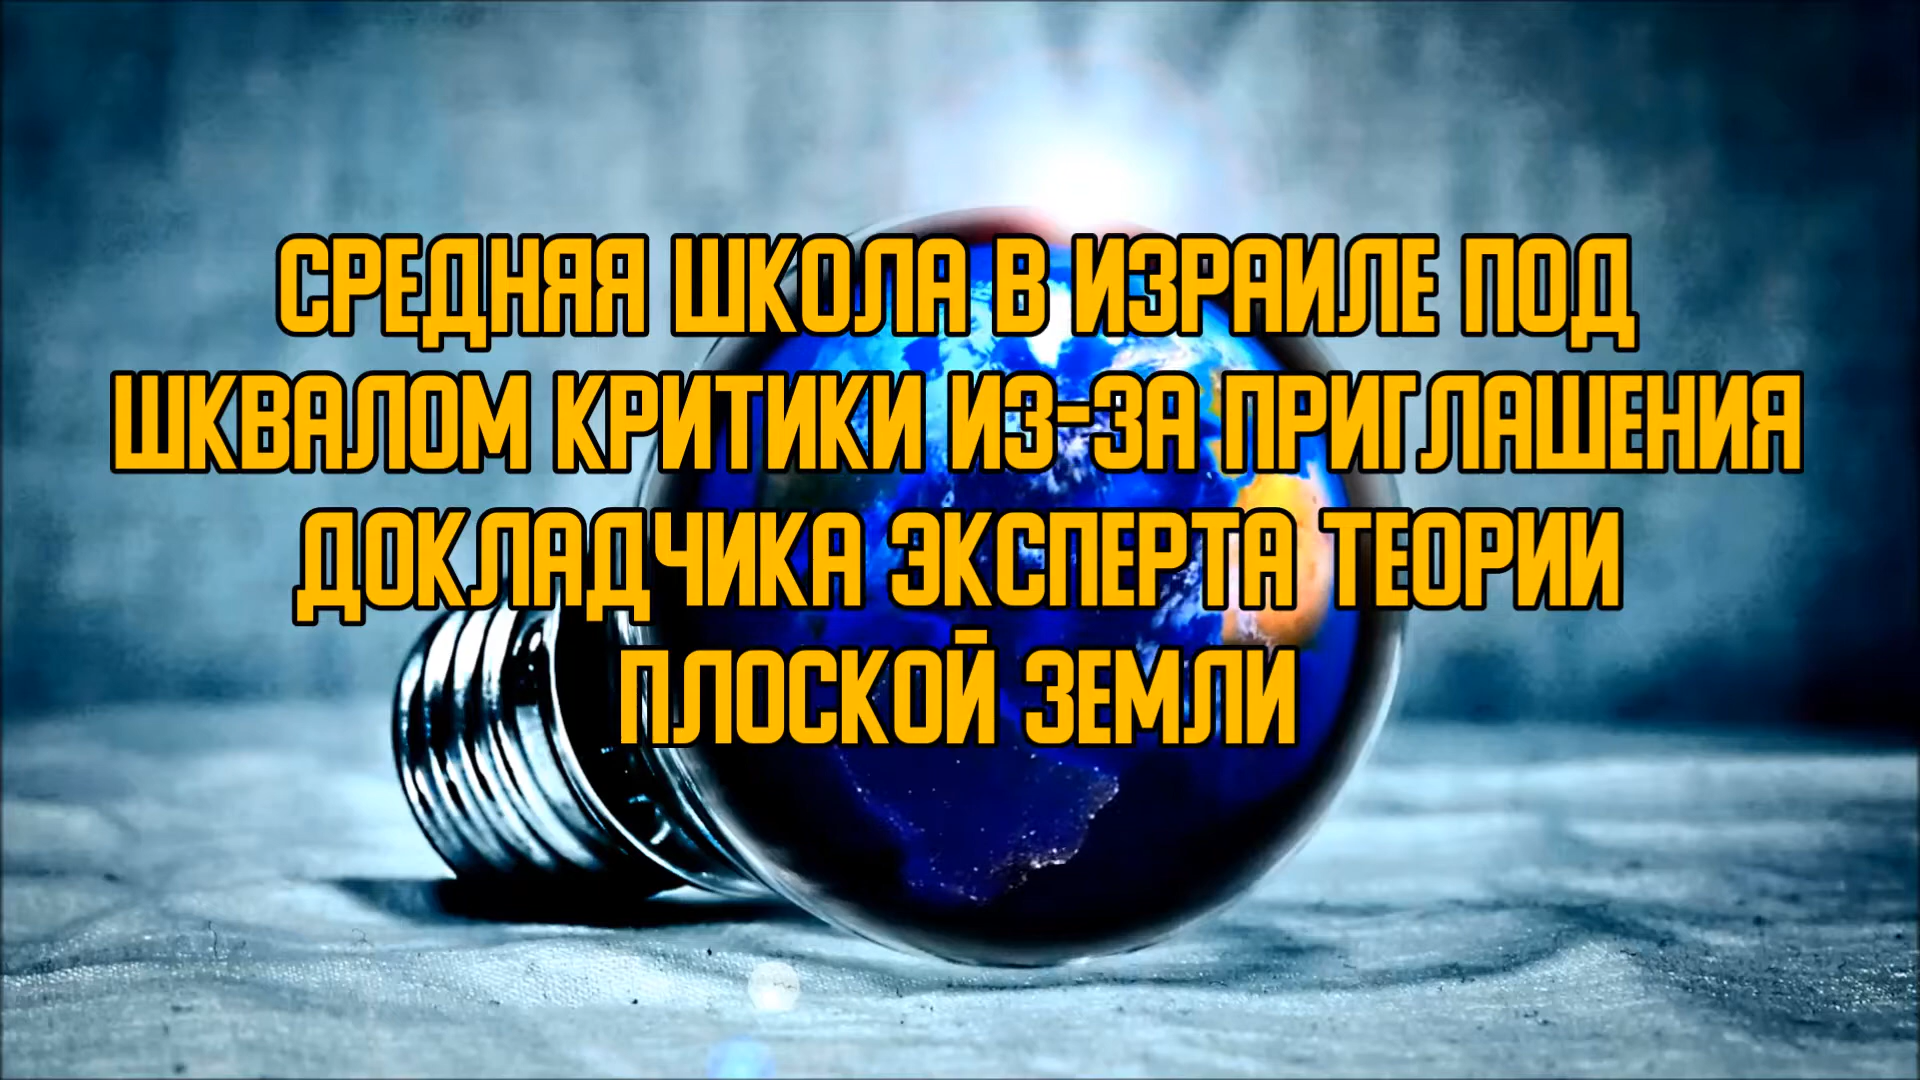 СРЕДНЯЯ ШКОЛА В ИЗРАИЛЕ ПОД
ШКВАЛОМ КРИТИКИ ИЗ-ЗА ПРИГЛАШЕНИЯ
ДОКЛАДЧИКА ЭКСПЕРТА ТЕОРИИ
ПЛОСКОЙ ЗЕМЛИ